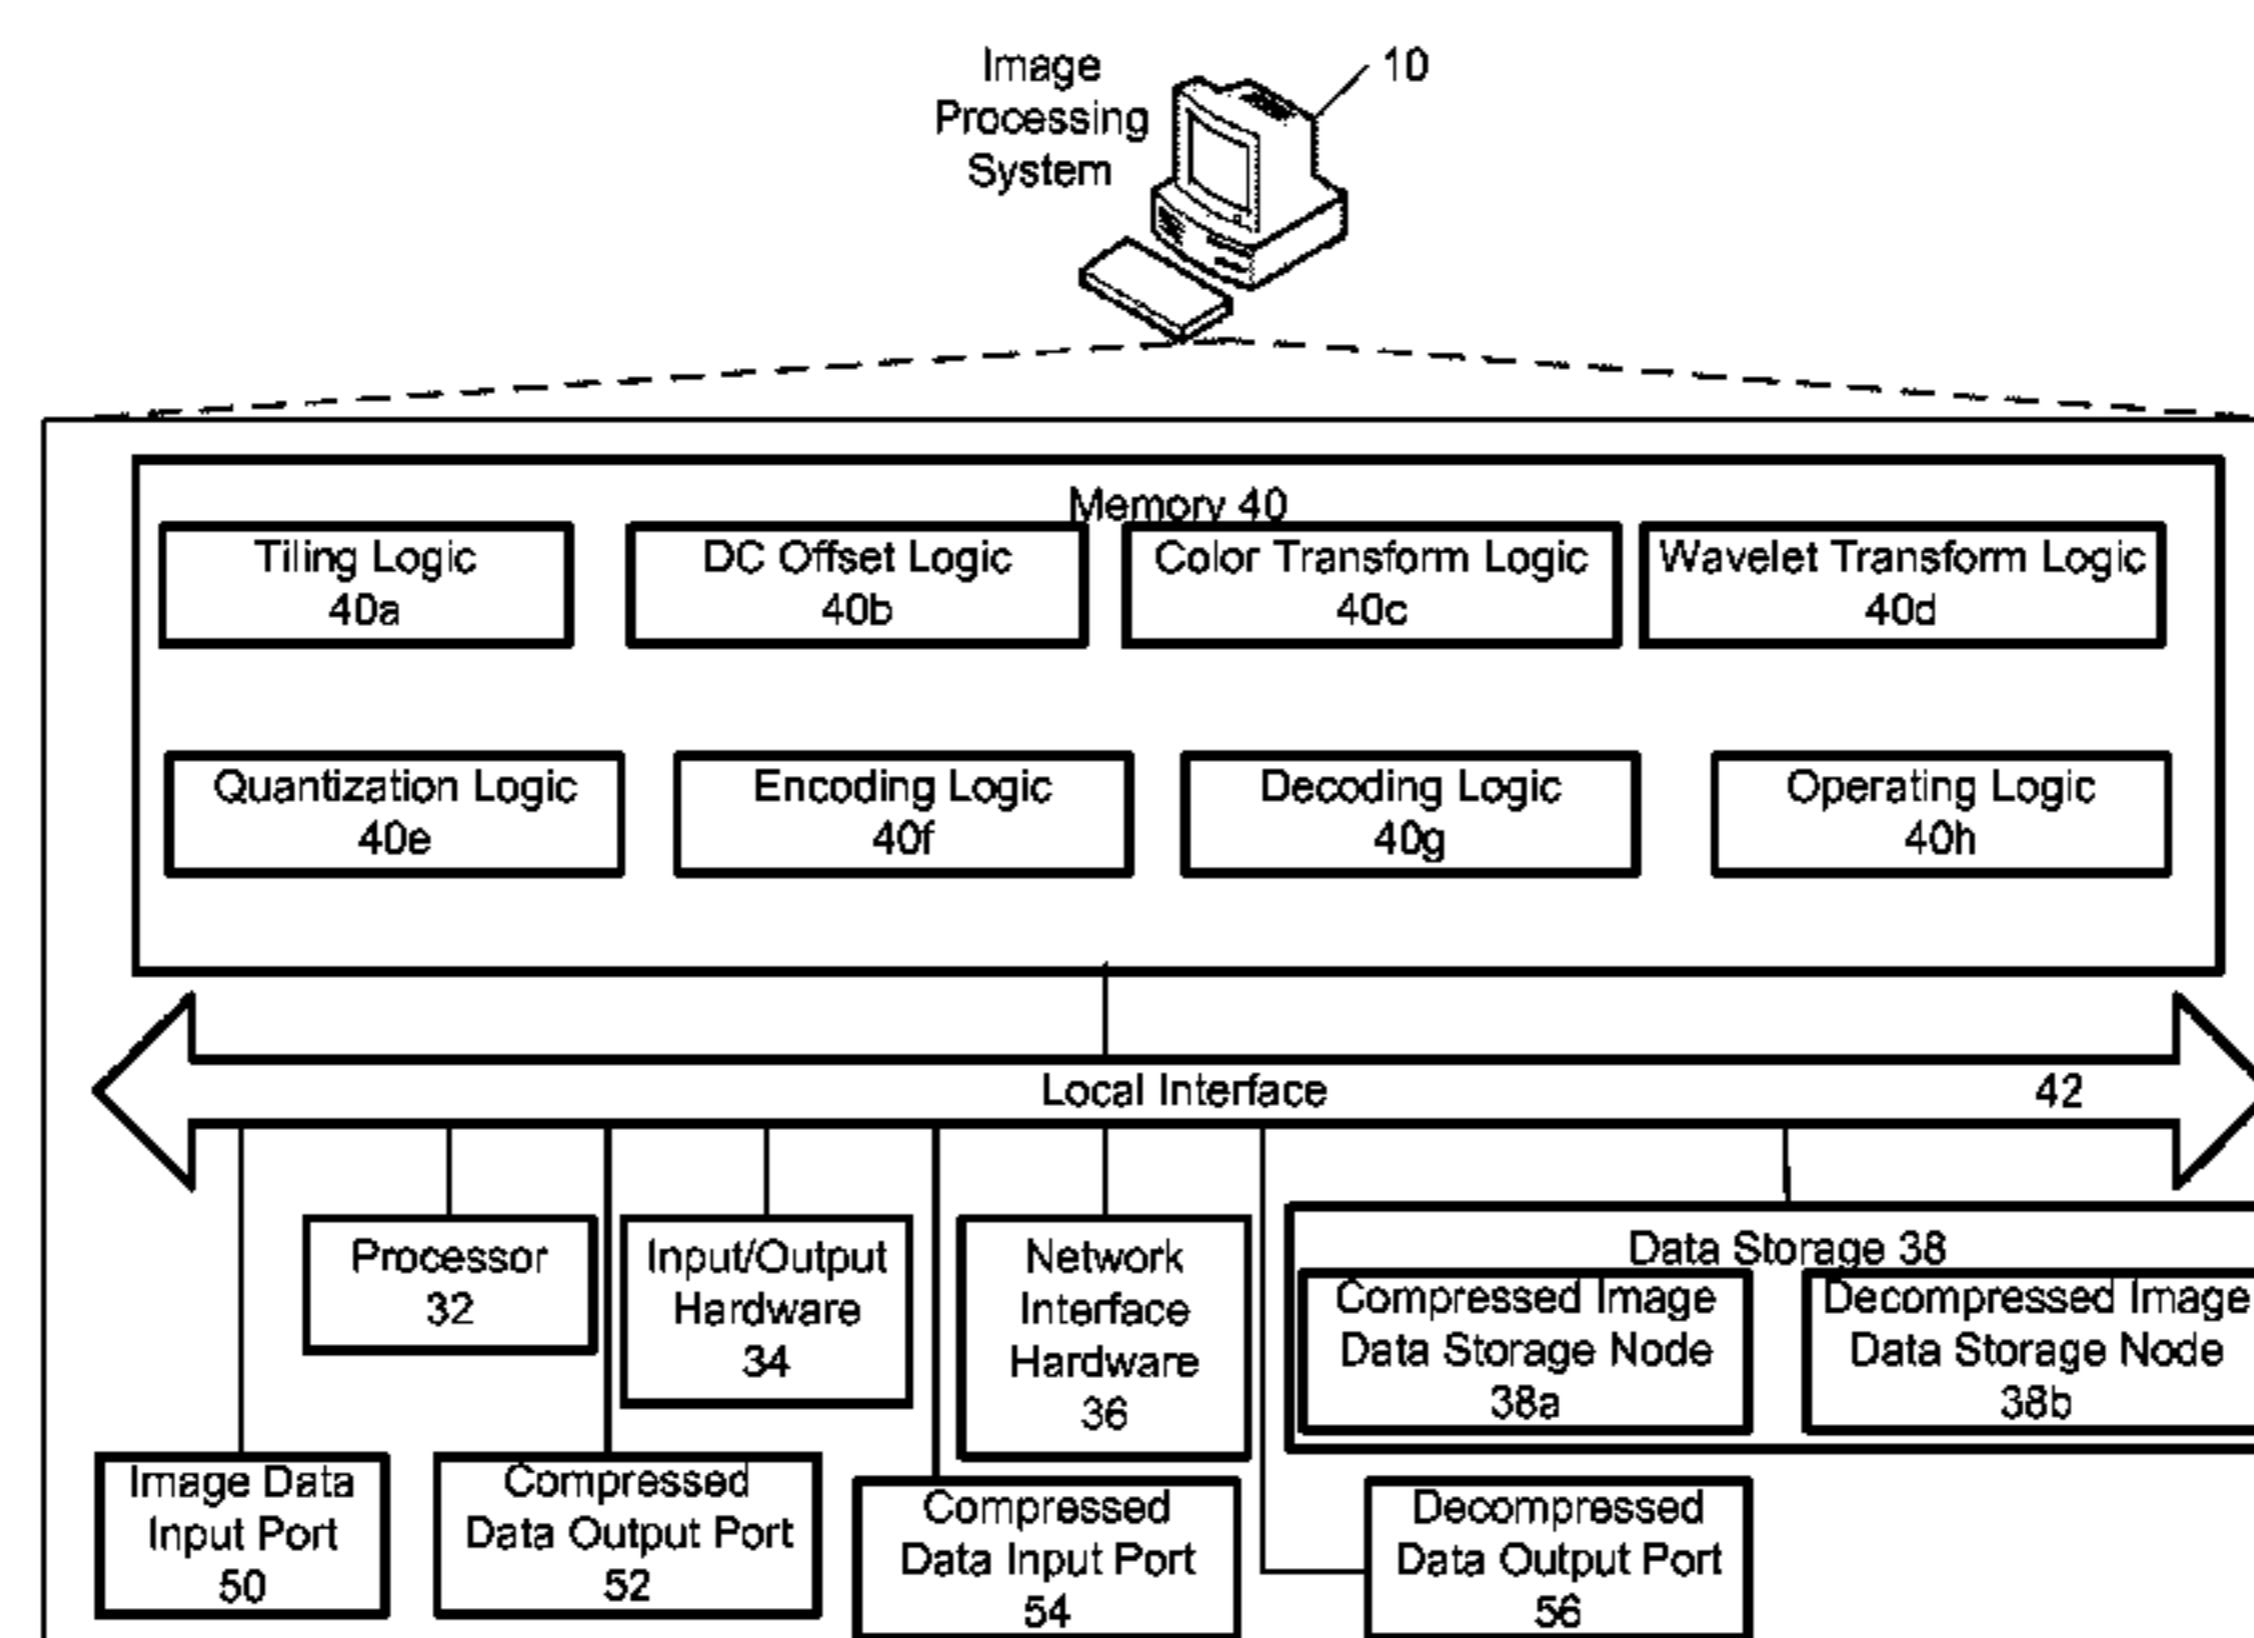 Image
Processing
System
10
Memory 40
Tiling Logic
40a
DC Offset Logic
40b
Color Transform Logic
40c
Wavelet Transform Logic
40d
Quantization Logic
40e
Encoding Logic
40f
Decoding Logic
40g
Operating Logic
40h
Local Interface
42
Processor
32
Input/Output
Hardware
34
Network
Interface
Hardware
36
Data Storage 38
Compressed Image
Data Storage Node
38a
Decompressed Image
Data Storage Node
38b
Image Data
Input Port
50
Compressed
Data Output Port
52
Compressed
Data Input Port
54
Decompressed
Data Output Port
56